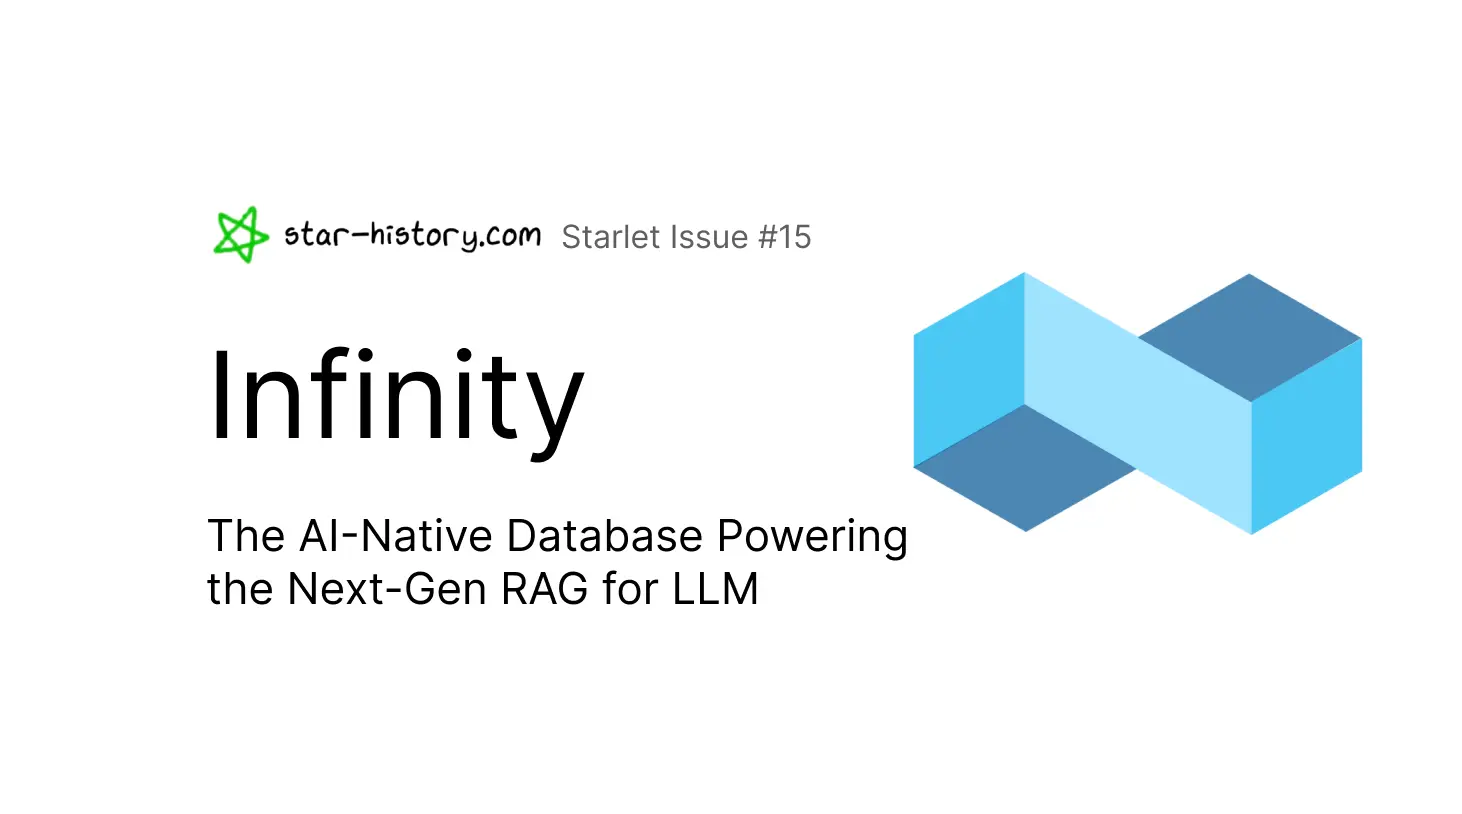 star-history.com Starlet Issue #15
Infinity
The AI-Native Database Powering
the Next-Gen RAG for LLM